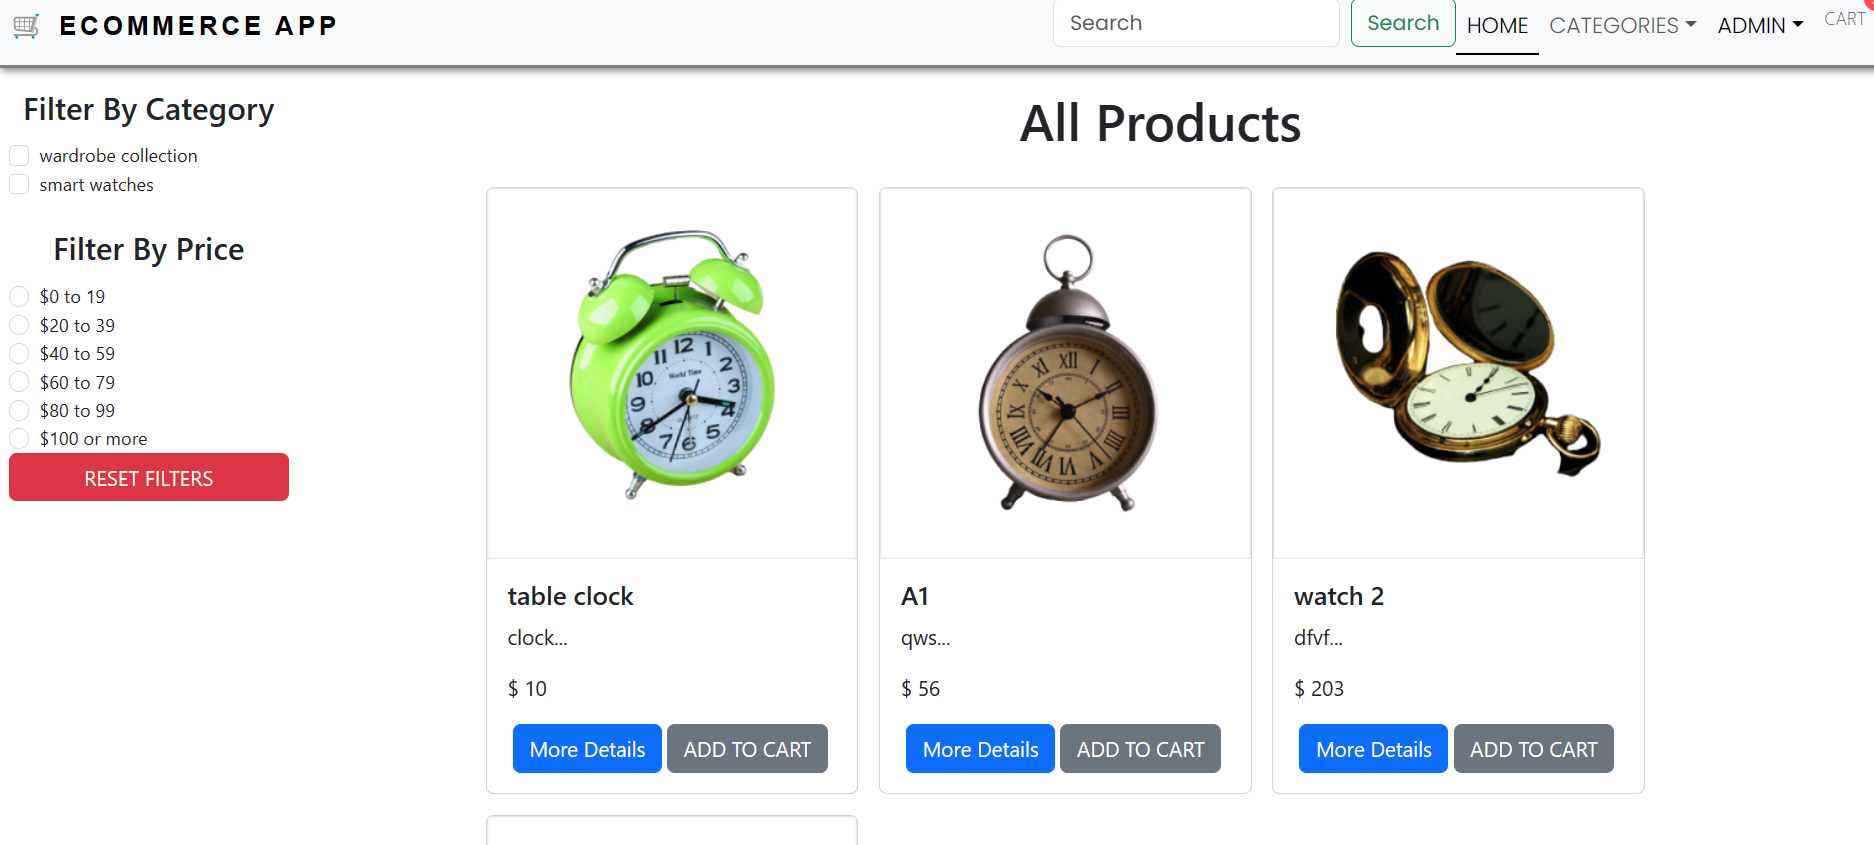 ECOMMERCE APP
Search
Search
HOME
CATEGORIES
ADMIN
CART
Filter By Category
wardrobe collection
smart watches
Filter By Price
$0 to 19
$20 to 39
$40 to 59
$60 to 79
$80 to 99
$100 or more
RESET FILTERS
All Products
table clock
clock...
$ 10
More Details
ADD TO CART
A1
qws...
$ 56
More Details
ADD TO CART
watch 2
dfvf...
$ 203
More Details
ADD TO CART